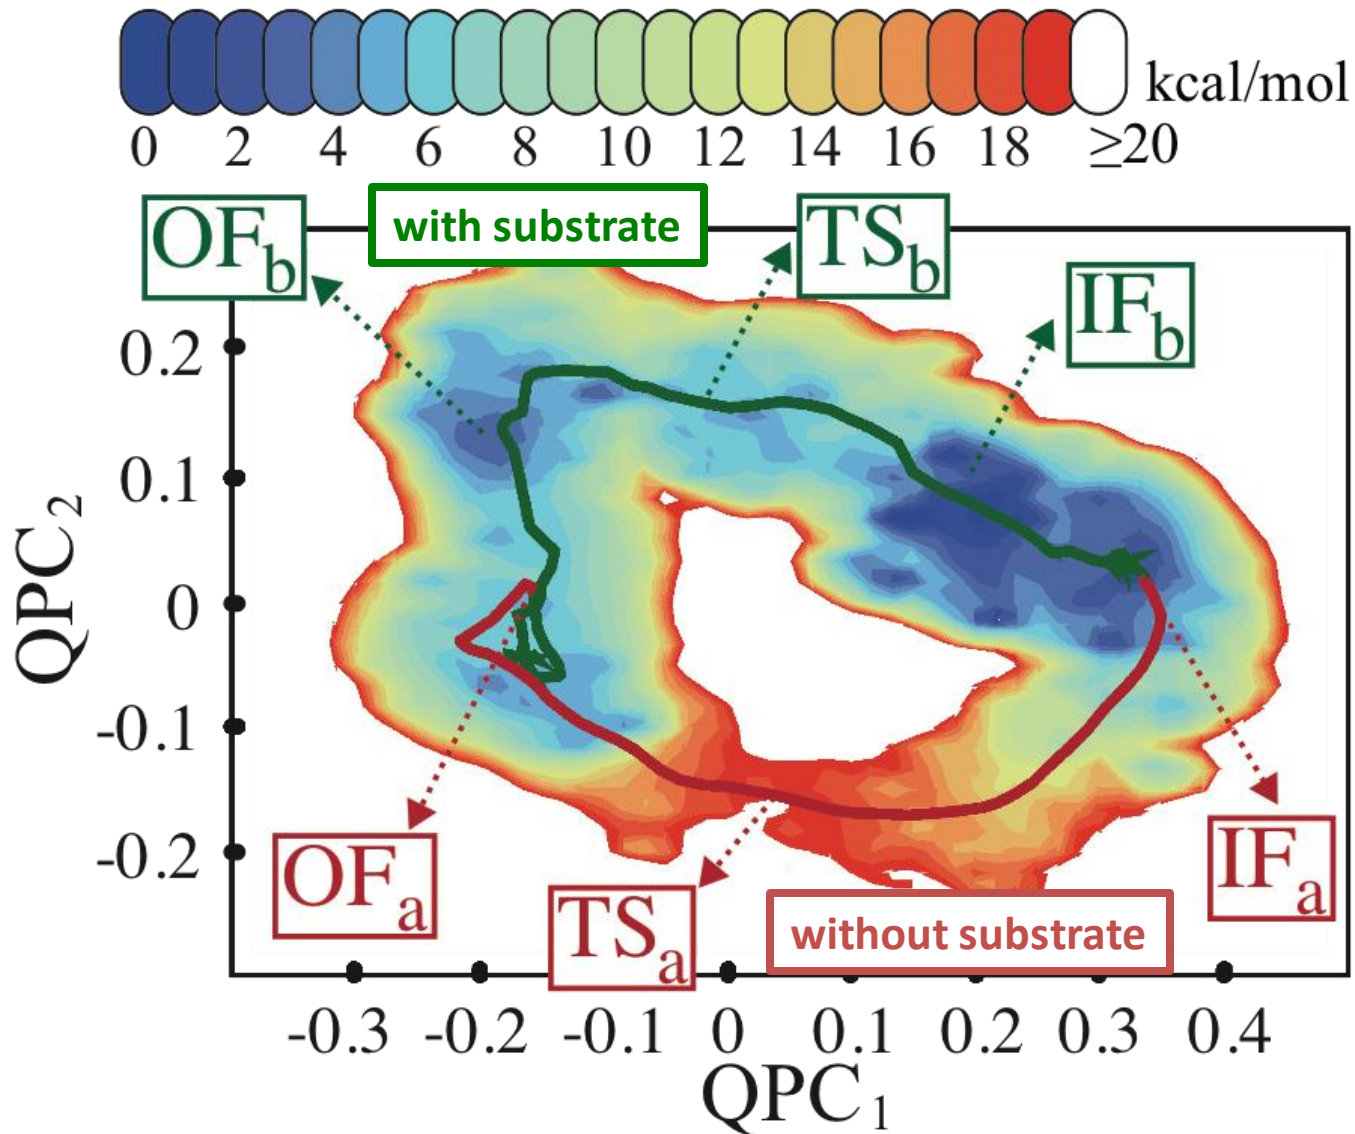 kcal/mol
0 2 4 6 8 10 12 14 16 18 ≥20
OFb
with substrate
TSb
IFb
0.2
0.1
QPC2
0
-0.1
-0.2
OFa
TSa
without substrate
IFa
-0.3 -0.2 -0.1 0 0.1 0.2 0.3 0.4
QPC1